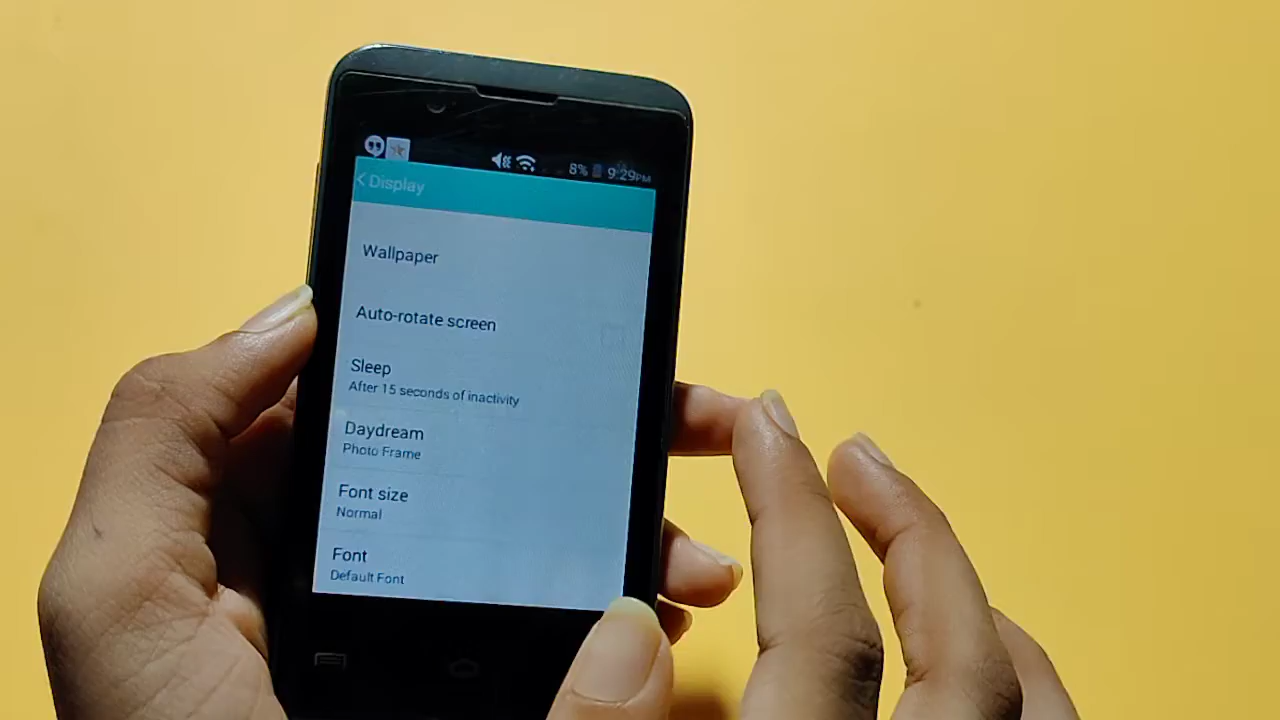 8% 9:29PM
Display
Wallpaper
Auto-rotate screen
Sleep
After 15 seconds of inactivity
Daydream
Photo Frame
Font size
Normal
Font
Default Font